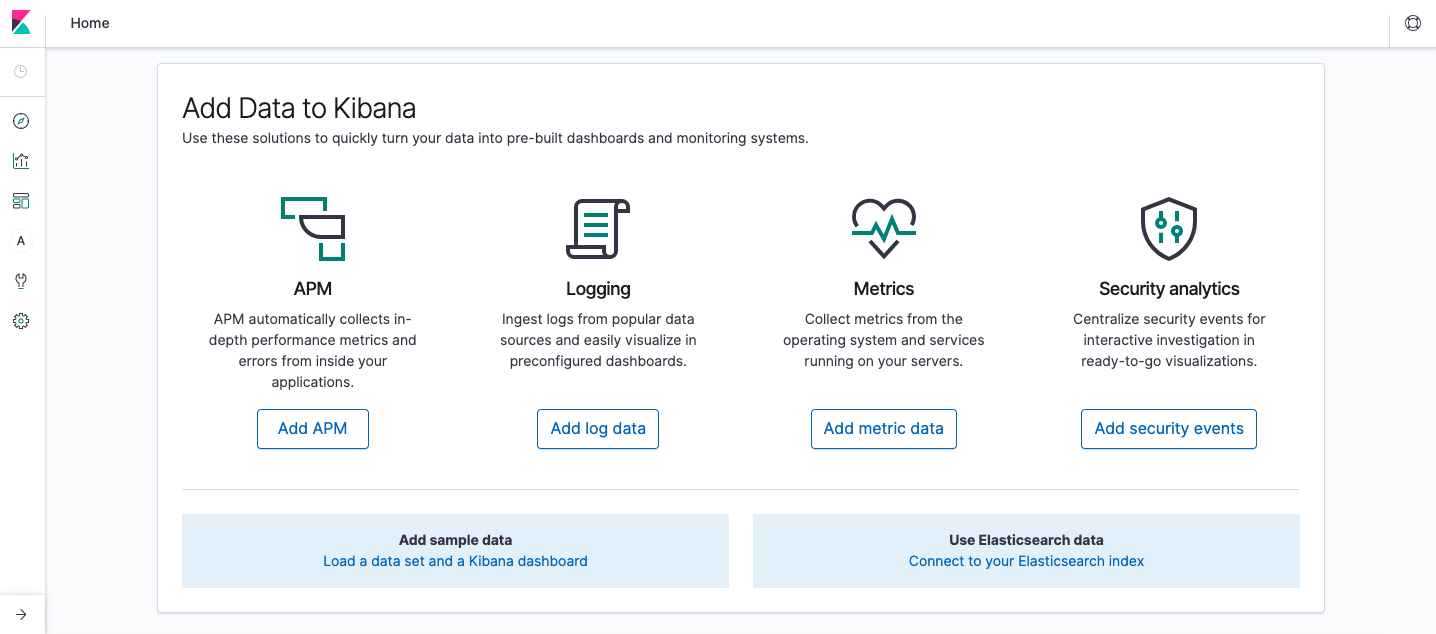 Home
Add Data to Kibana
Use these solutions to quickly turn your data into pre-built dashboards and monitoring systems.
A
APM
APM automatically collects in-
depth performance metrics and
errors from inside your
applications.
Add APM
Logging
Ingest logs from popular data
sources and easily visualize in
preconfigured dashboards.
Add log data
Metrics
Collect metrics from the
operating system and services
running on your servers.
Add metric data
Security analytics
Centralize security events for
interactive investigation in
ready-to-go visualizations.
Add security events
Add sample data
Load a data set and a Kibana dashboard
Use Elasticsearch data
Connect to your Elasticsearch index